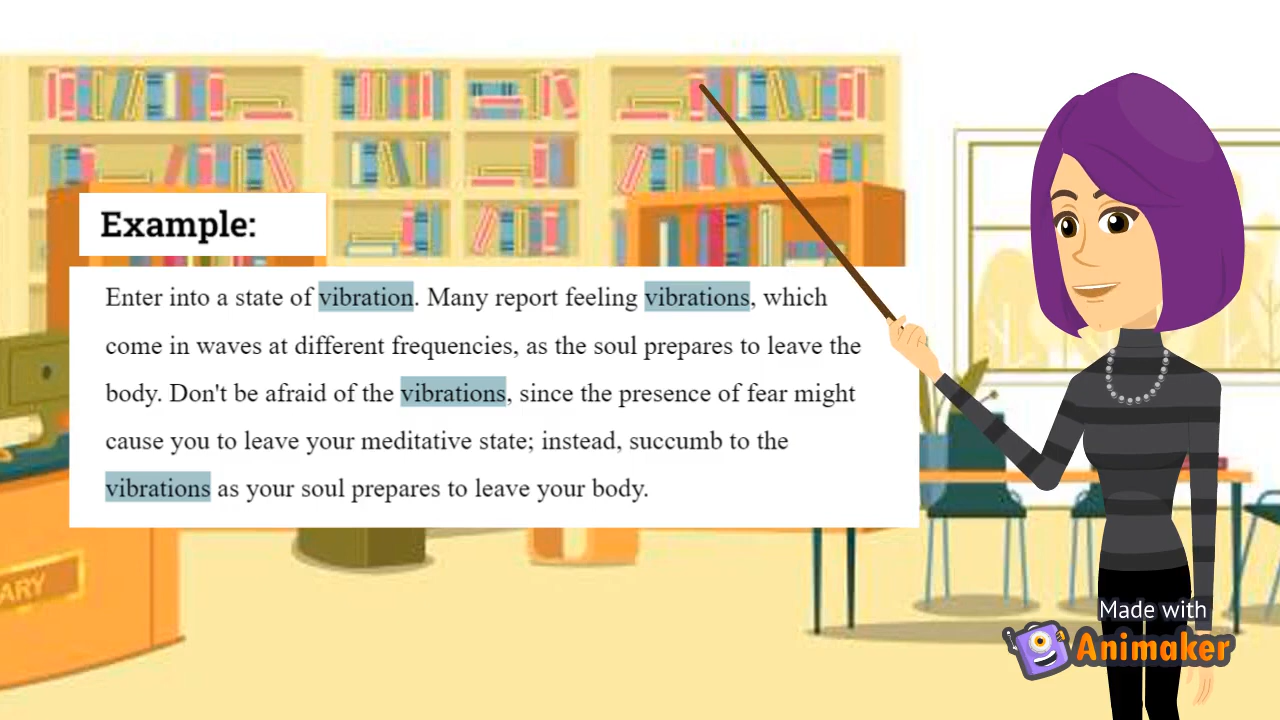 Example:
Enter into a state of vibration. Many report feeling vibrations, which
come in waves at different frequencies, as the soul prepares to leave the
body. Don't be afraid of the vibrations, since the presence of fear might
cause you to leave your meditative state; instead, succumb to the
vibrations as your soul prepares to leave your body.
ARY
Made with
Animaker